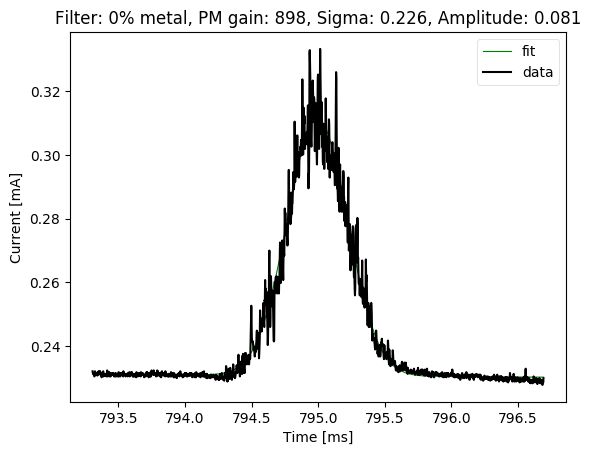 Filter: 0% metal, PM gain: 898, Sigma: 0.226, Amplitude: 0.081
fit
data
Current [mA]
0.32
0.30
0.28
0.26
0.24
793.5 794.0 794.5 795.0 795.5 796.0 796.5
Time [ms]